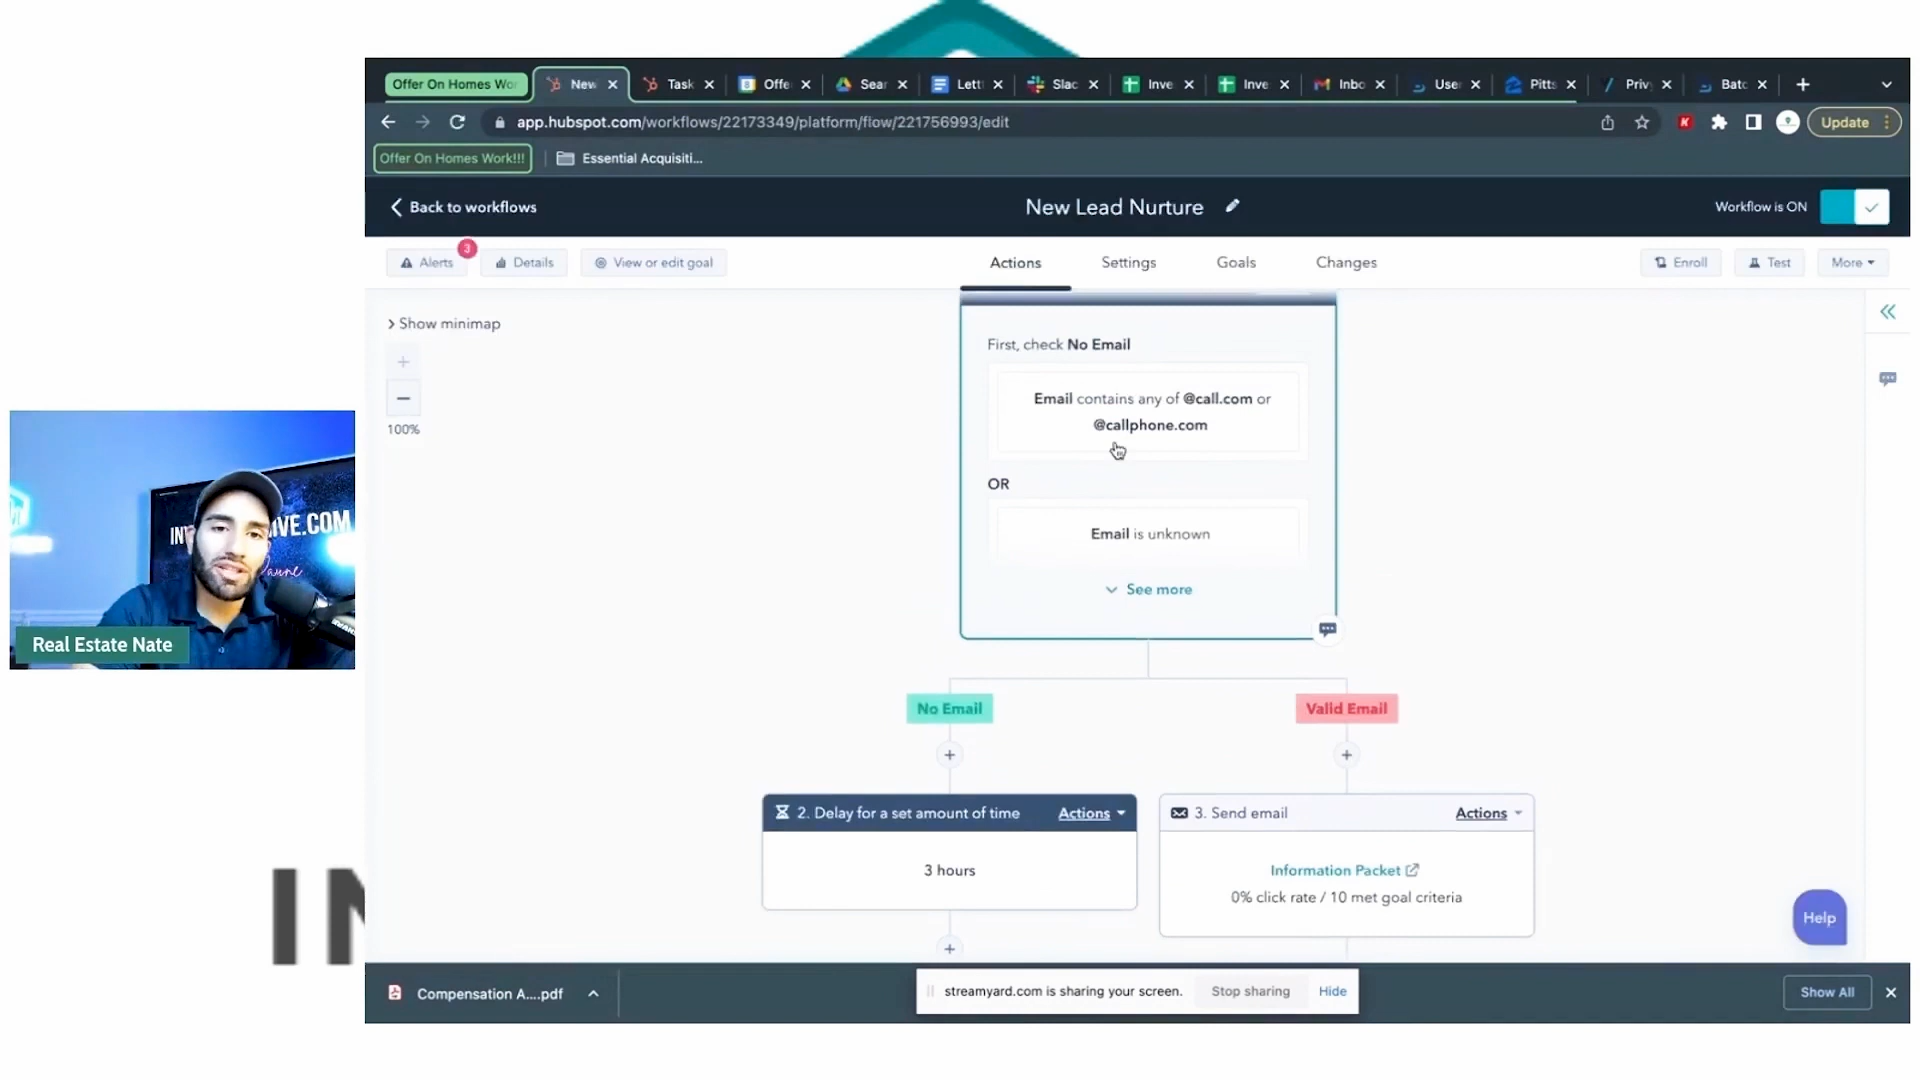 Offer On Homes Wo
New
Task
Offe
Sear
Lett
Slac
Inve
Inve
Inbo
User
Pitts
Priv
Batc
app.hubspot.com/workflows/22173349/platform/flow/221756993/edit
Update
Offer On Homes Work!!!
Essential Acquisiti...
Back to workflows
New Lead Nurture
Workflow is ON
Alerts
3
Details
View or edit goal
Actions
Settings
Goals
Changes
Enroll
Test
More
Show minimap
100%
First, check No Email
Email contains any of @call.com or
@callphone.com
OR
Email is unknown
See more
No Email
Valid Email
2. Delay for a set amount of time
Actions
3 hours
3. Send email
Actions
Information Packet
0% click rate / 10 met goal criteria
Help
Real Estate Nate
IN
Compensation A....pdf
streamyard.com is sharing your screen.
Stop sharing
Hide
Show All